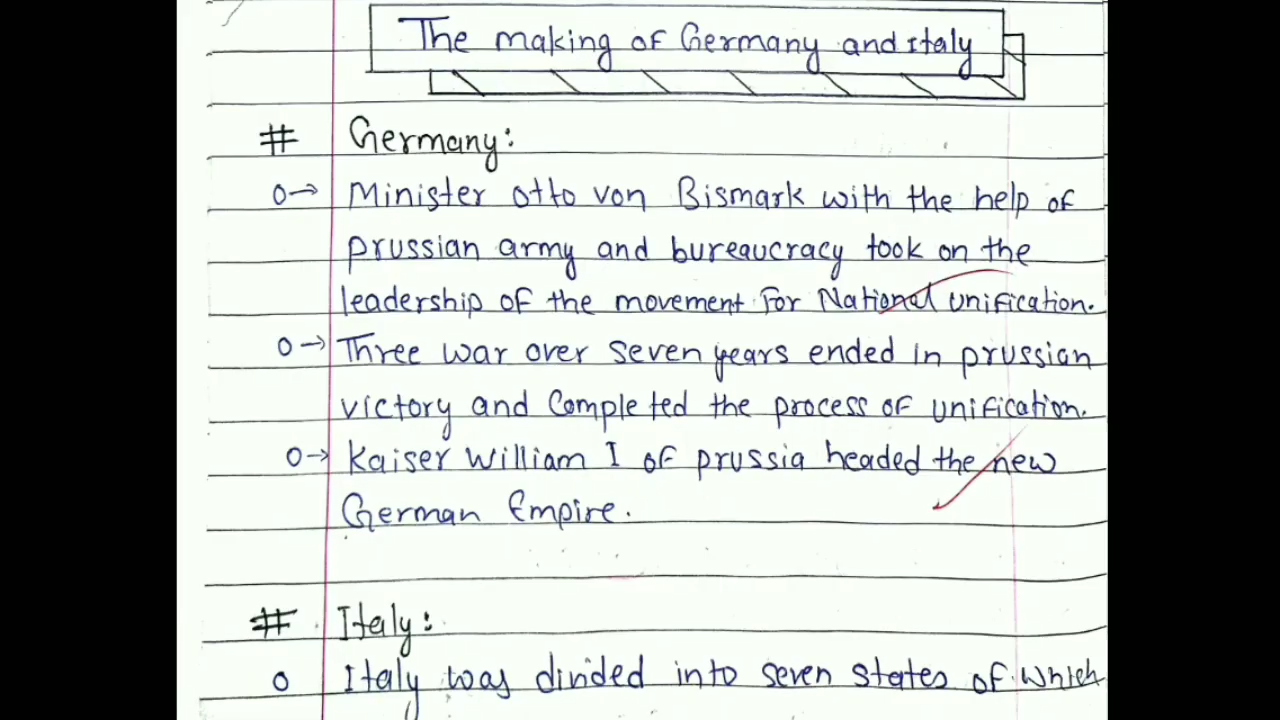 The making of Germany and Italy
# Germany:
o→ Minister otto von Bismark with the help of
prussian army and bureaucracy took on the
leadership of the movement for National unification.
o→ Three war over seven years ended in prussian
victory and completed the process of unification.
o→ Kaiser William I of prussia headed the new
German Empire.
# Italy:
o Italy was divided into seven states of which